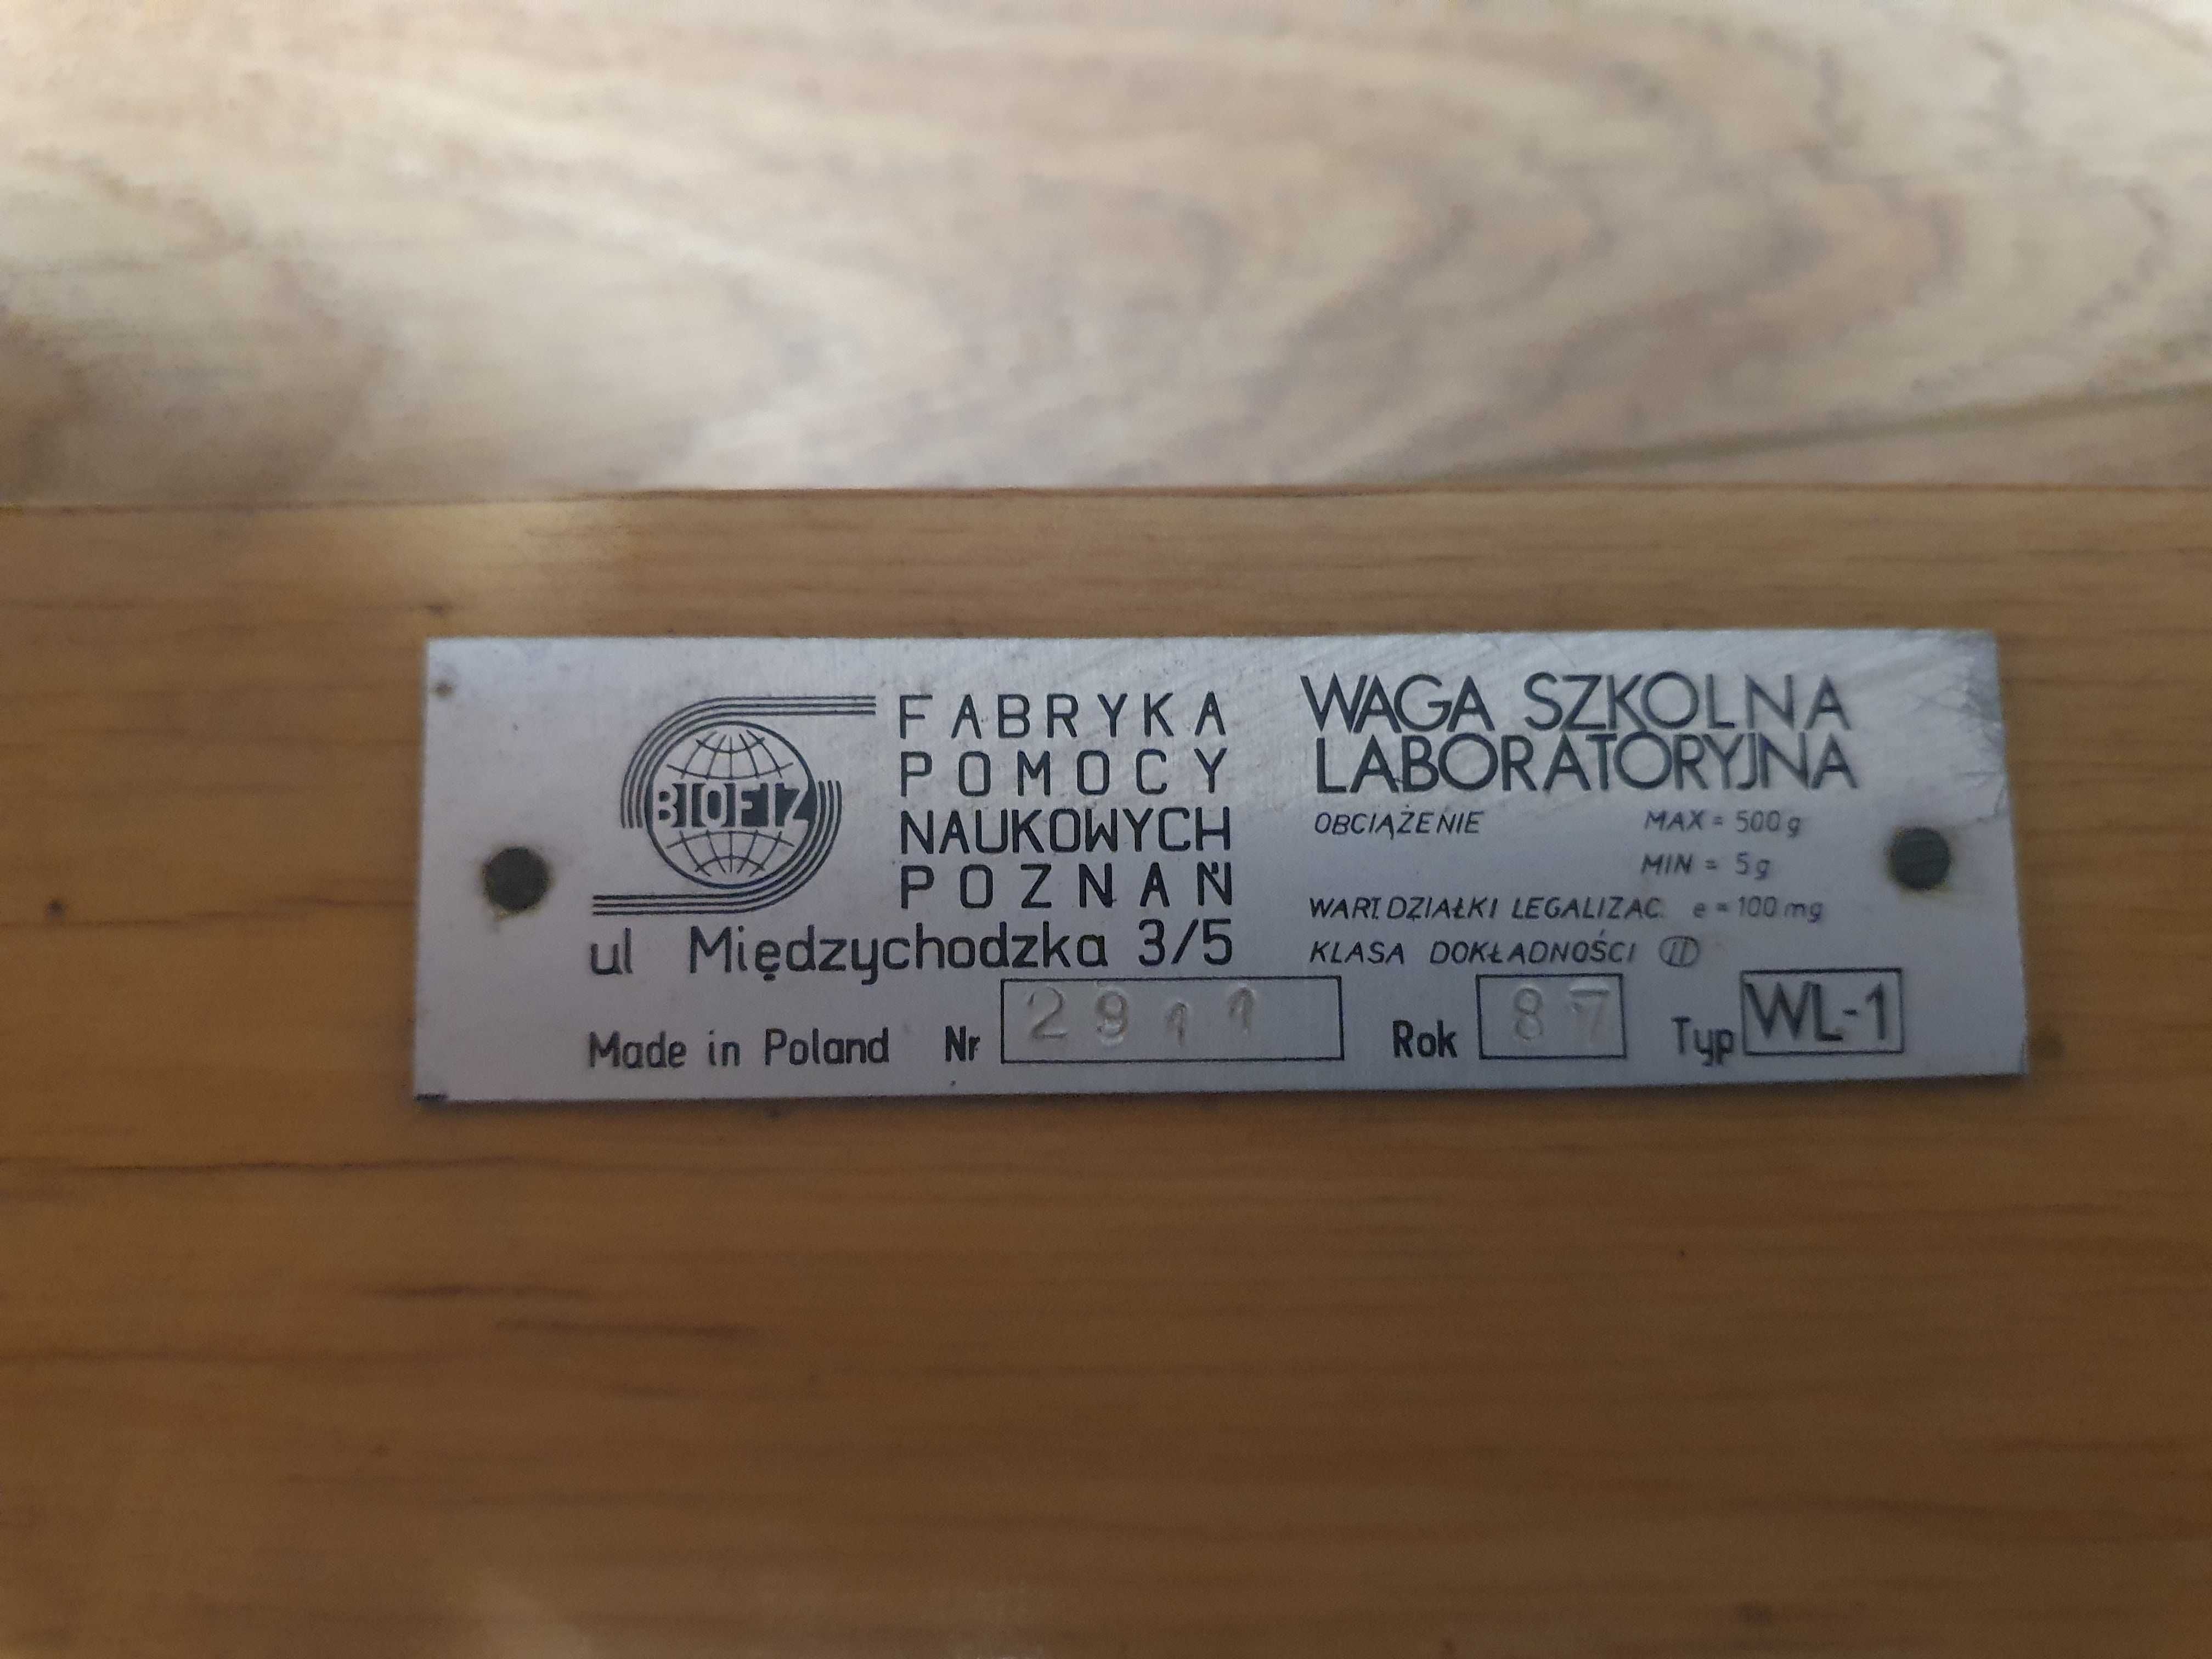 BIOFIZ
FABRYKA
POMOCY
NAUKOWYCH
POZNAŃ
ul Międzychodzka 3/5
WAGA SZKOLNA
LABORATORYJNA
OBCIĄŻENIE MAX = 500 g
MIN = 5 g
WART. DZIAŁKI LEGALIZAC. e = 100 mg
KLASA DOKŁADNOŚCI II
Made in Poland Nr 2911 Rok 87 Typ WL-1